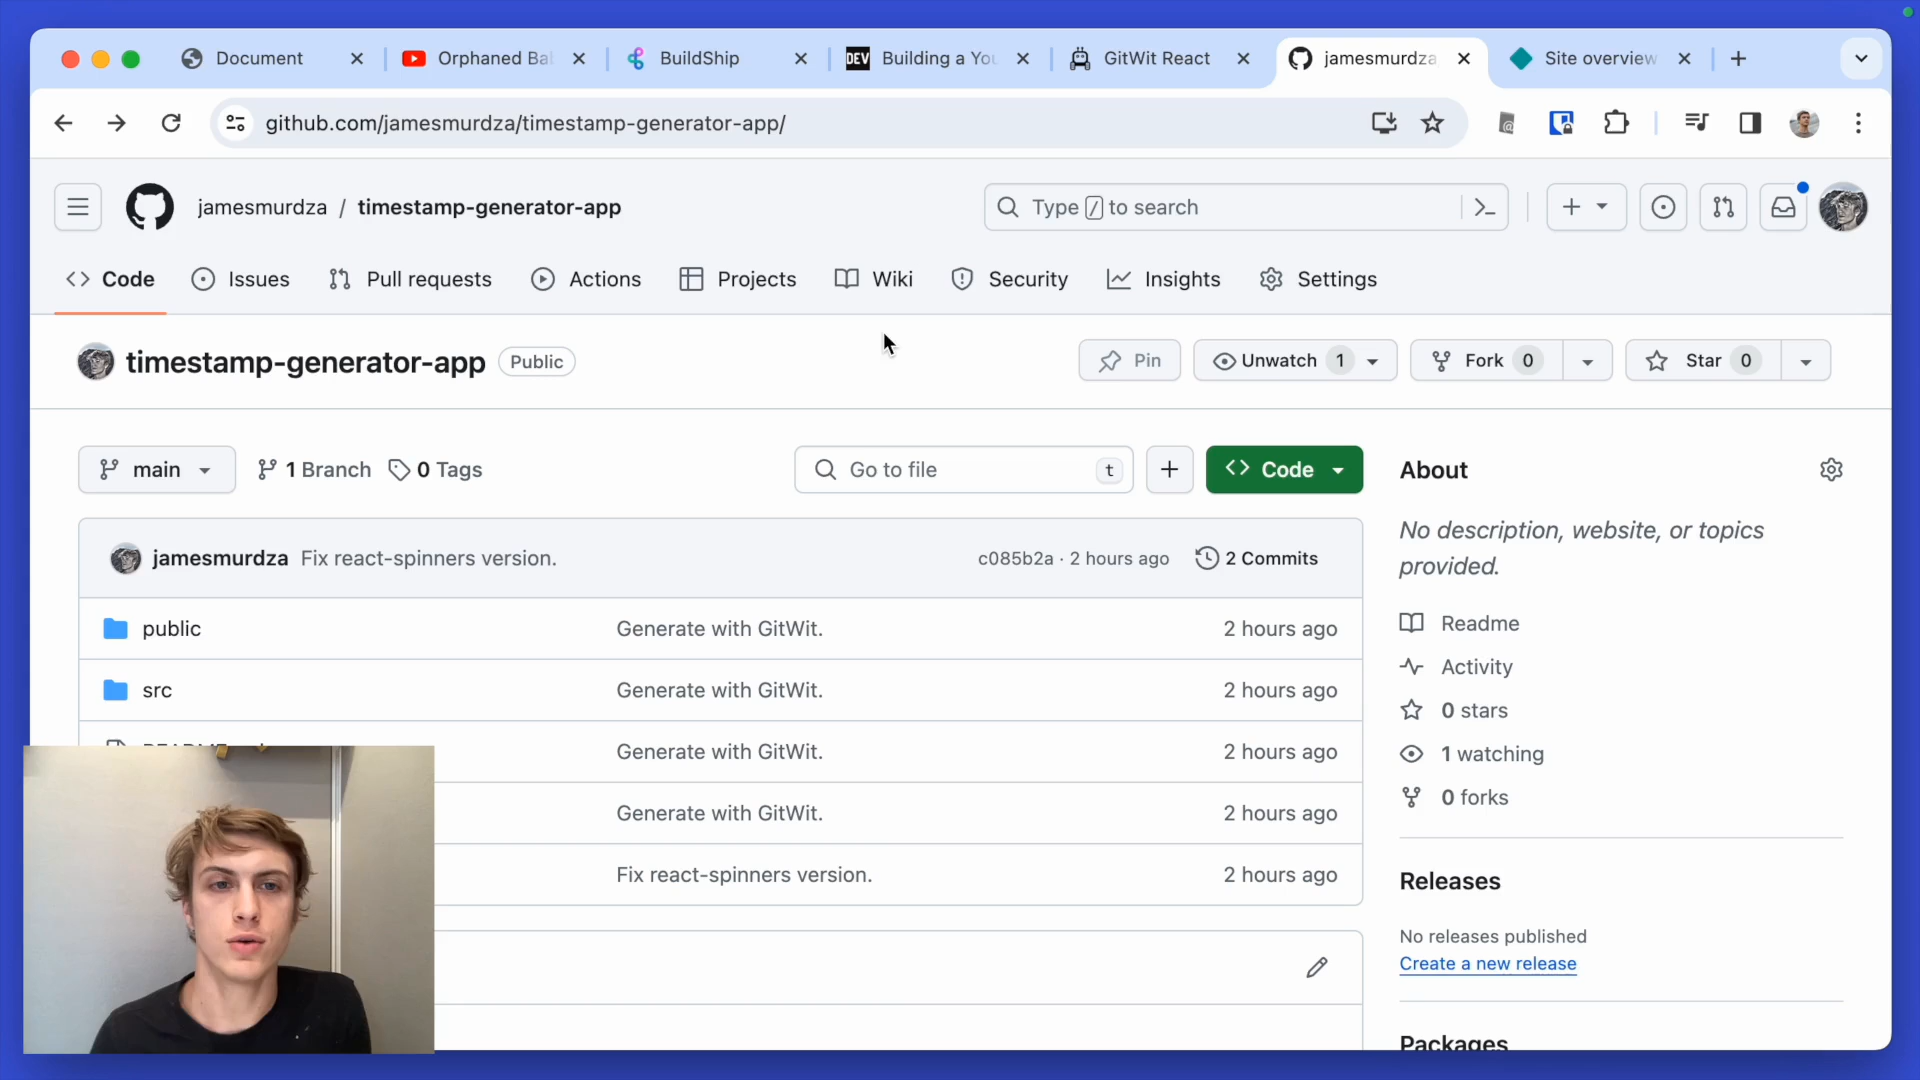 Document
Orphaned Ba
BuildShip
DEV
Building a You
GitWit React
jamesmurdza
Site overview
github.com/jamesmurdza/timestamp-generator-app/
jamesmurdza / timestamp-generator-app
Type / to search
Code
Issues
Pull requests
Actions
Projects
Wiki
Security
Insights
Settings
timestamp-generator-app
Public
Pin
Unwatch 1
Fork 0
Star 0
main
1 Branch
0 Tags
Go to file
t
Code
About
No description, website, or topics
provided.
jamesmurdza Fix react-spinners version.
c085b2a · 2 hours ago
2 Commits
public Generate with GitWit. 2 hours ago
src Generate with GitWit. 2 hours ago
Generate with GitWit. 2 hours ago
Generate with GitWit. 2 hours ago
Fix react-spinners version. 2 hours ago
Readme
Activity
0 stars
1 watching
0 forks
Releases
No releases published
Create a new release
Packages